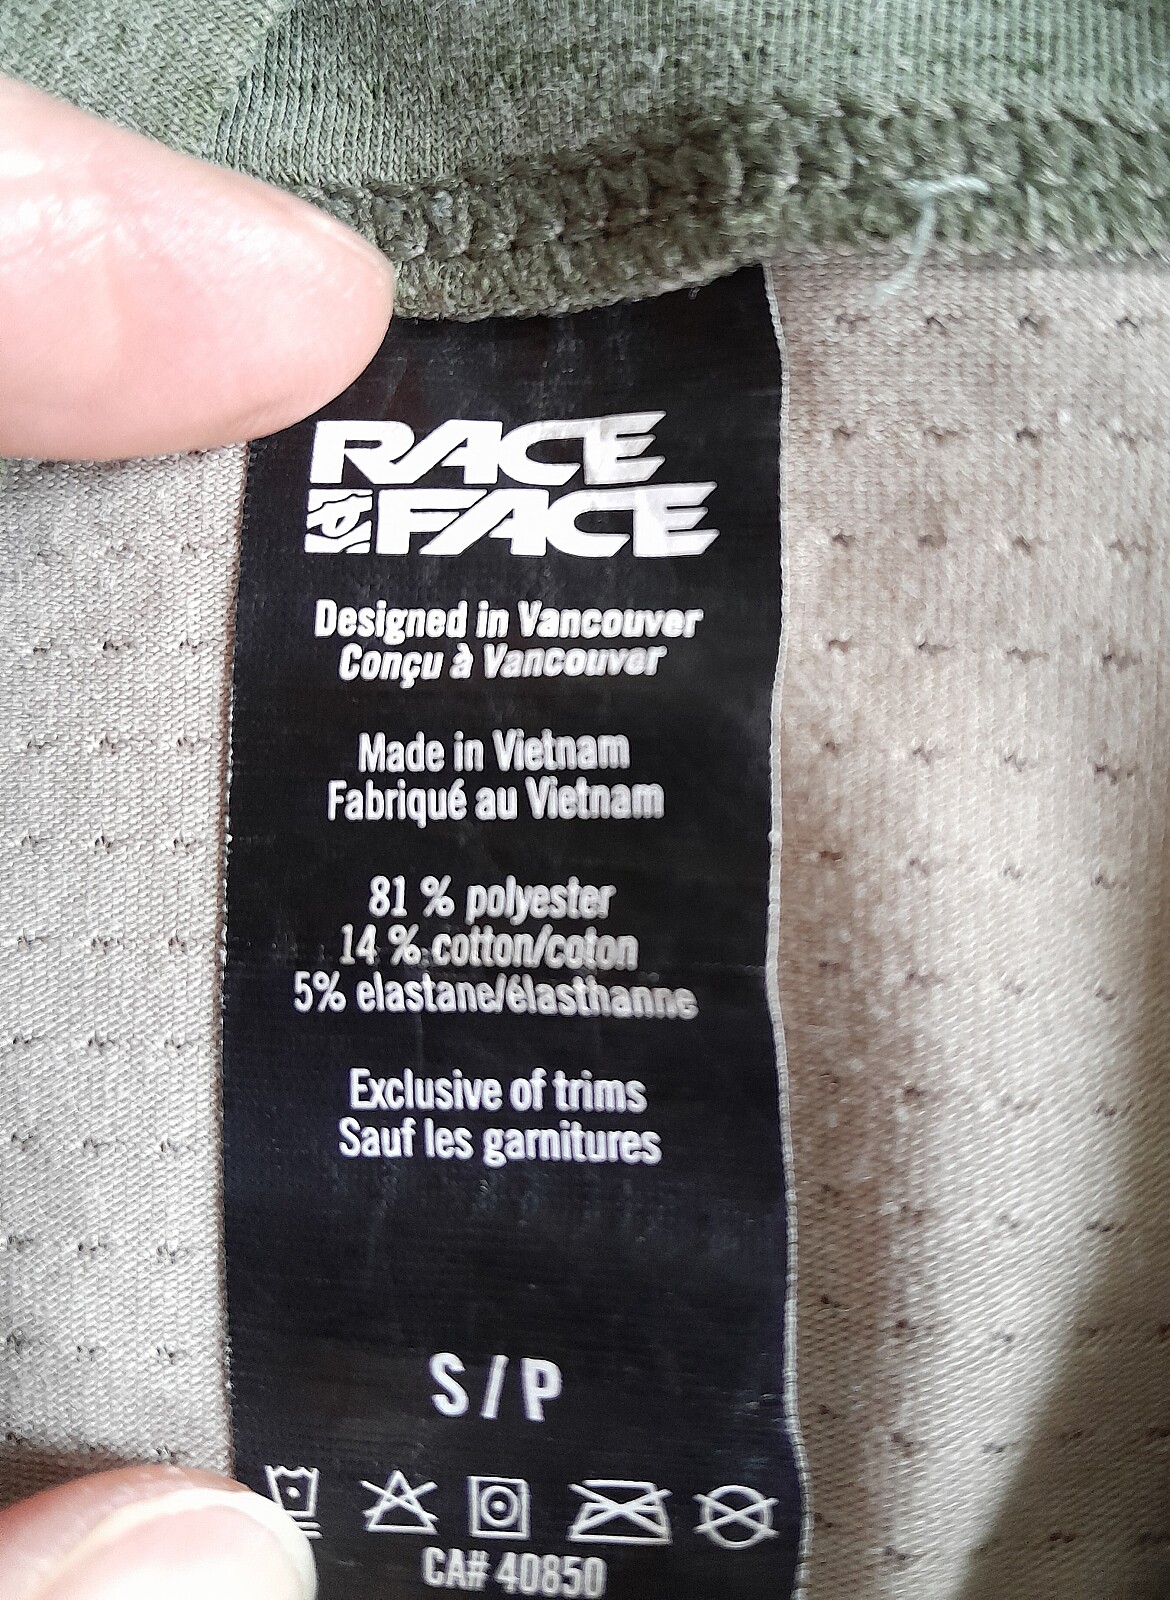 RACE
FACE
Designed in Vancouver
Conçu à Vancouver
Made in Vietnam
Fabriqué au Vietnam
81 % polyester
14 % cotton/coton
5% elastane/élasthanne
Exclusive of trims
Sauf les garnitures
S / P
CA# 40850